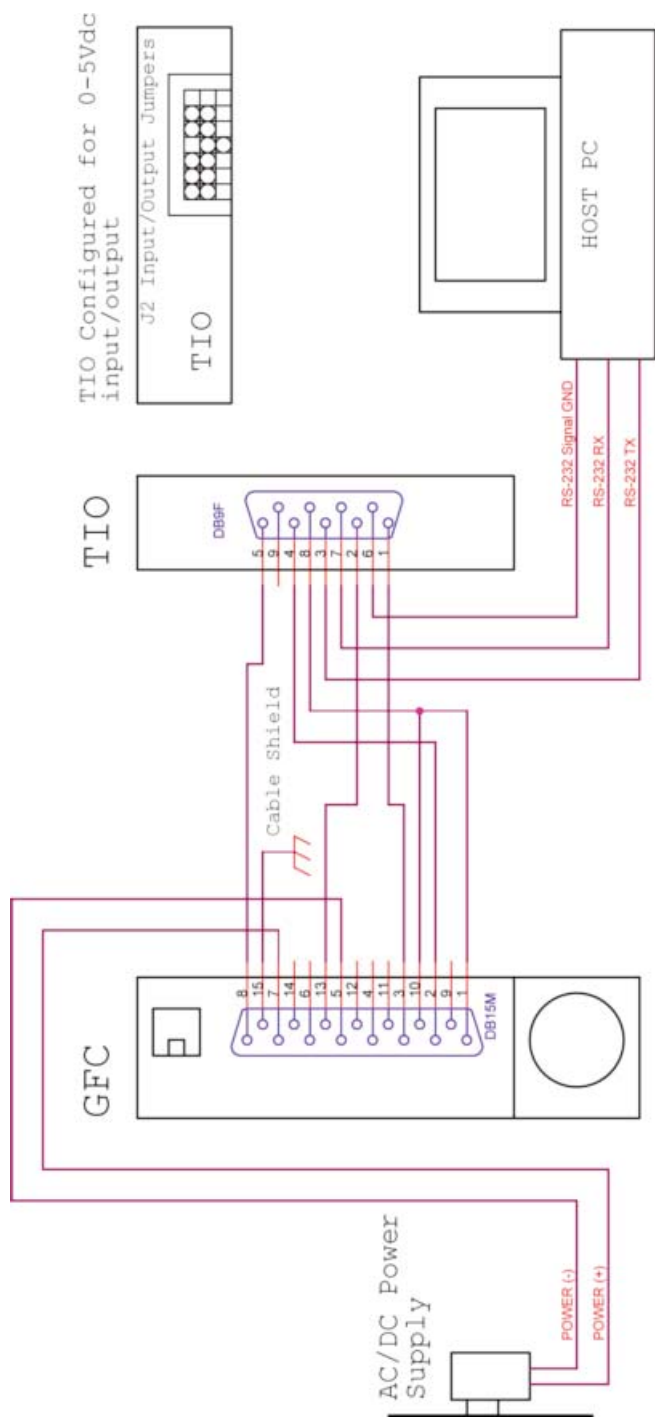 AC/DC Power
Supply
POWER (-)
POWER (+)
GFC
8
15
7
14
6
13
5
12
4
11
3
10
2
9
1
DB15M
Cable Shield
TIO
DB9F
5
9
4
8
3
7
2
6
1
RS-232 Signal GND
RS-232 RX
RS-232 TX
TIO Configured for 0-5Vdc
input/output
J2 Input/Output Jumpers
TIO
HOST PC